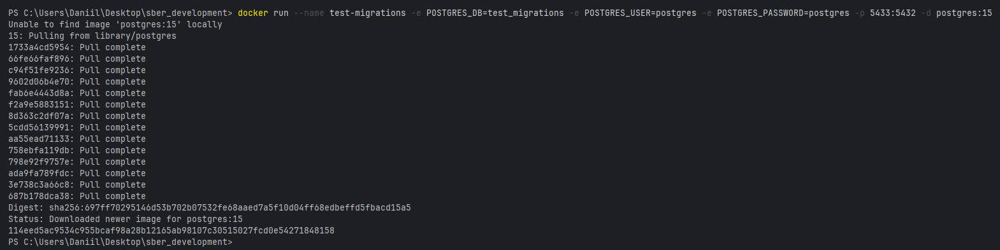 PS C:\Users\Daniil\Desktop\sber_development> docker run --name test-migrations -e POSTGRES_DB=test_migrations -e POSTGRES_USER=postgres -e POSTGRES_PASSWORD=postgres -p 5433:5432 -d postgres:15
Unable to find image 'postgres:15' locally
15: Pulling from library/postgres
1733a4cd5954: Pull complete
66fe66faf896: Pull complete
c94f51fe9236: Pull complete
9602d06b4e70: Pull complete
fab6e4443d8a: Pull complete
f2a9e5883151: Pull complete
8d363c2df07a: Pull complete
5cdd56139991: Pull complete
aa55ead71133: Pull complete
758ebfa119db: Pull complete
798e92f9757e: Pull complete
ada9fa789fdc: Pull complete
3e738c3a66c8: Pull complete
687b178dca38: Pull complete
Digest: sha256:697ff70295146d53b702b07532fe68aaed7a5f10d04ff68edbeffd5fbacd15a5
Status: Downloaded newer image for postgres:15
114eed5ac9534c955bcaf98a28b12165ab98107c30515027fcd0e54271848158
PS C:\Users\Daniil\Desktop\sber_development>